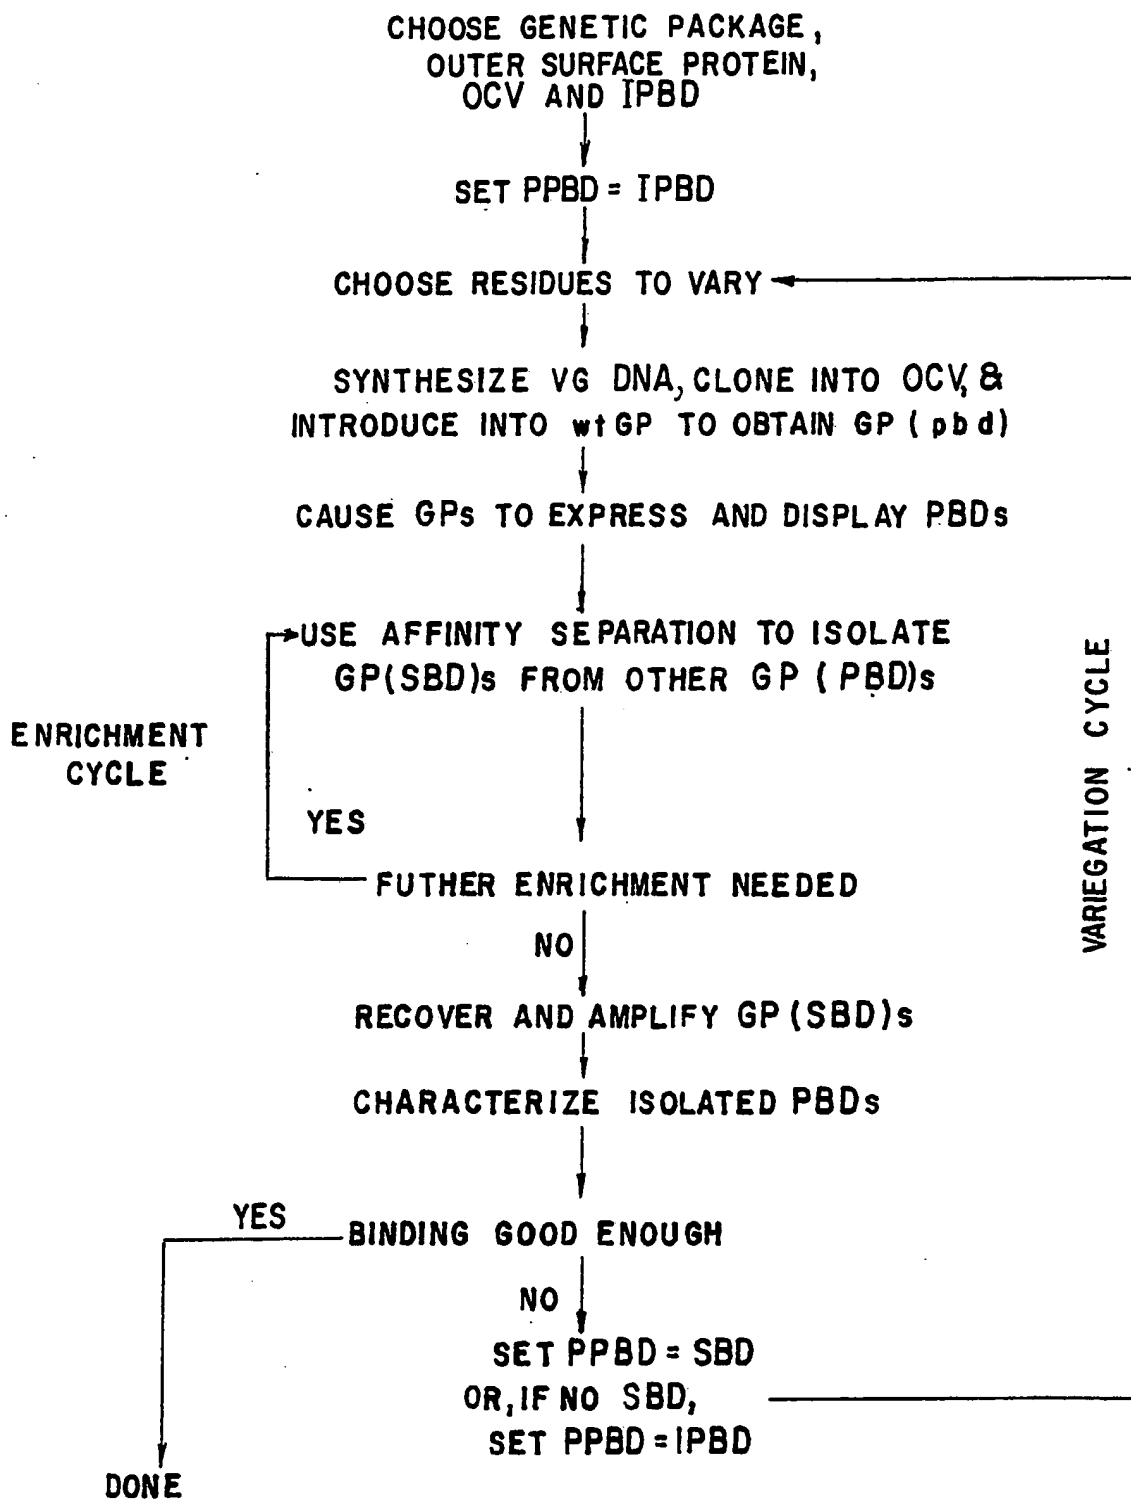 CHOOSE GENETIC PACKAGE,
OUTER SURFACE PROTEIN,
OCV AND IPBD
SET PPBD = IPBD
CHOOSE RESIDUES TO VARY
SYNTHESIZE VG DNA, CLONE INTO OCV, &
INTRODUCE INTO wtGP TO OBTAIN GP (pbd)
CAUSE GPs TO EXPRESS AND DISPLAY PBDs
USE AFFINITY SEPARATION TO ISOLATE
GP(SBD)s FROM OTHER GP (PBD)s
ENRICHMENT
CYCLE
YES
FUTHER ENRICHMENT NEEDED
VARIEGATION CYCLE
NO
RECOVER AND AMPLIFY GP(SBD)s
CHARACTERIZE ISOLATED PBDs
YES
BINDING GOOD ENOUGH
NO
SET PPBD = SBD
OR, IF NO SBD,
SET PPBD = IPBD
DONE